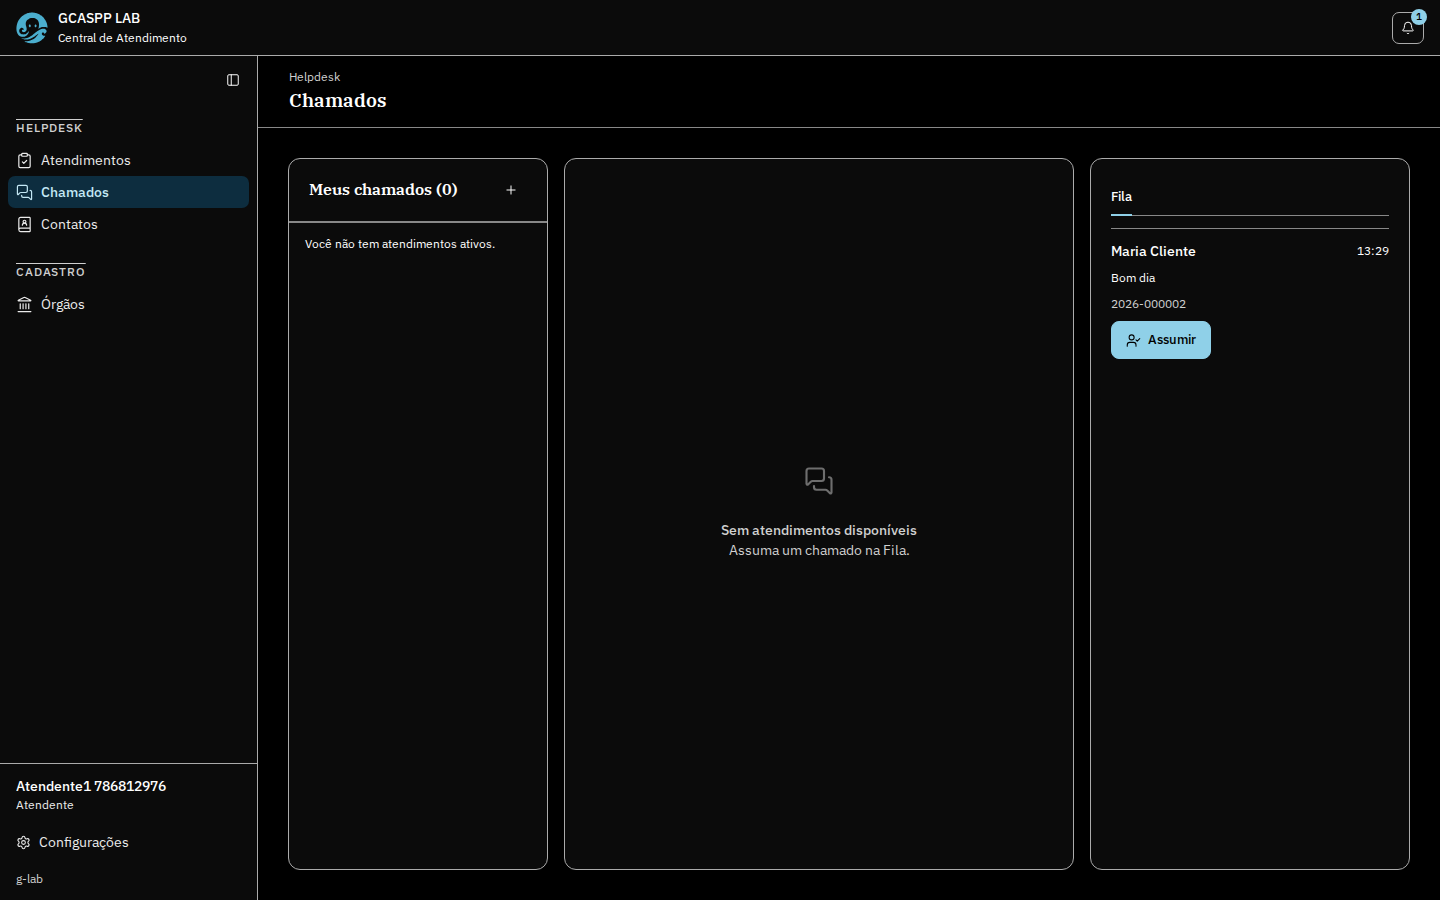 GCASPP LAB
Central de Atendimento
1
HELPDESK
Atendimentos
Chamados
Contatos
CADASTRO
Órgãos
Atendente1 786812976
Atendente
Configurações
g-lab
Helpdesk
Chamados
Meus chamados (0)
Você não tem atendimentos ativos.
Sem atendimentos disponíveis
Assuma um chamado na Fila.
Fila
Maria Cliente 13:29
Bom dia
2026-000002
Assumir